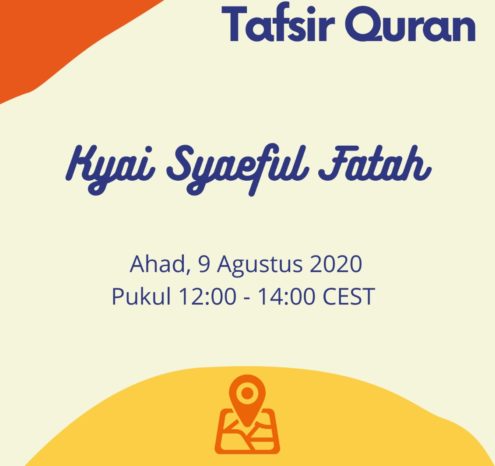 Tafsir Quran
Kyai Syaeful Fatah
Ahad, 9 Agustus 2020
Pukul 12:00 - 14:00 CEST